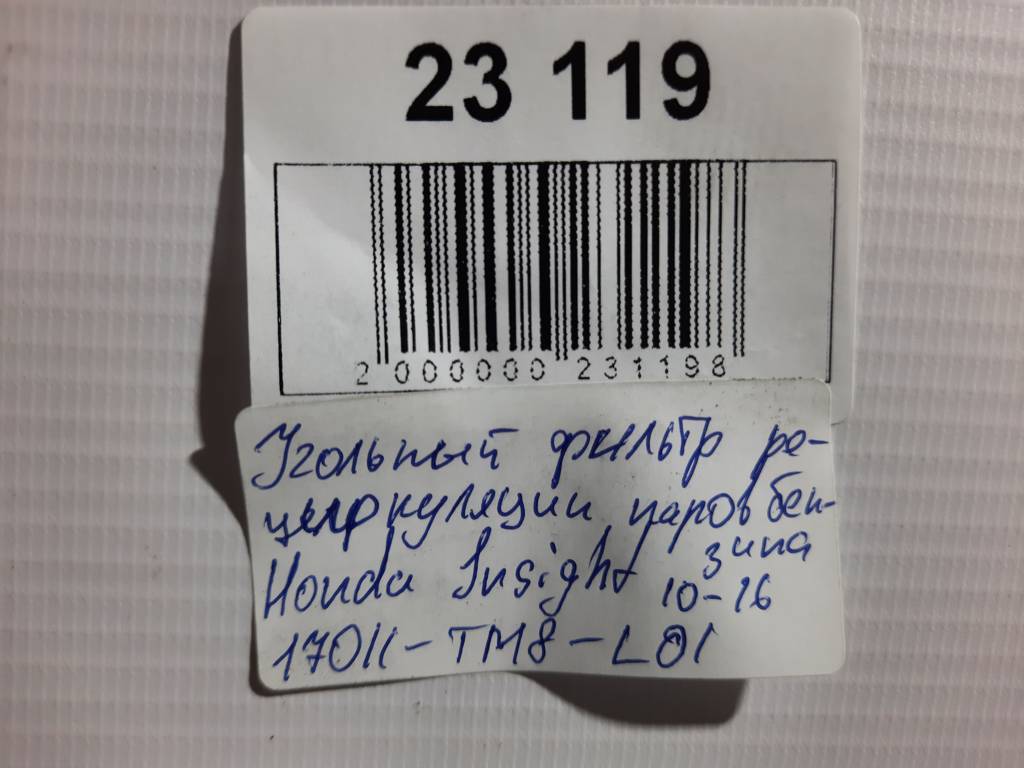 23 119
2 000000 231198
Угольный фильтр ре-
циркуляции паров бен-
зина
Honda Insight 10-16
17011-TM8-L01